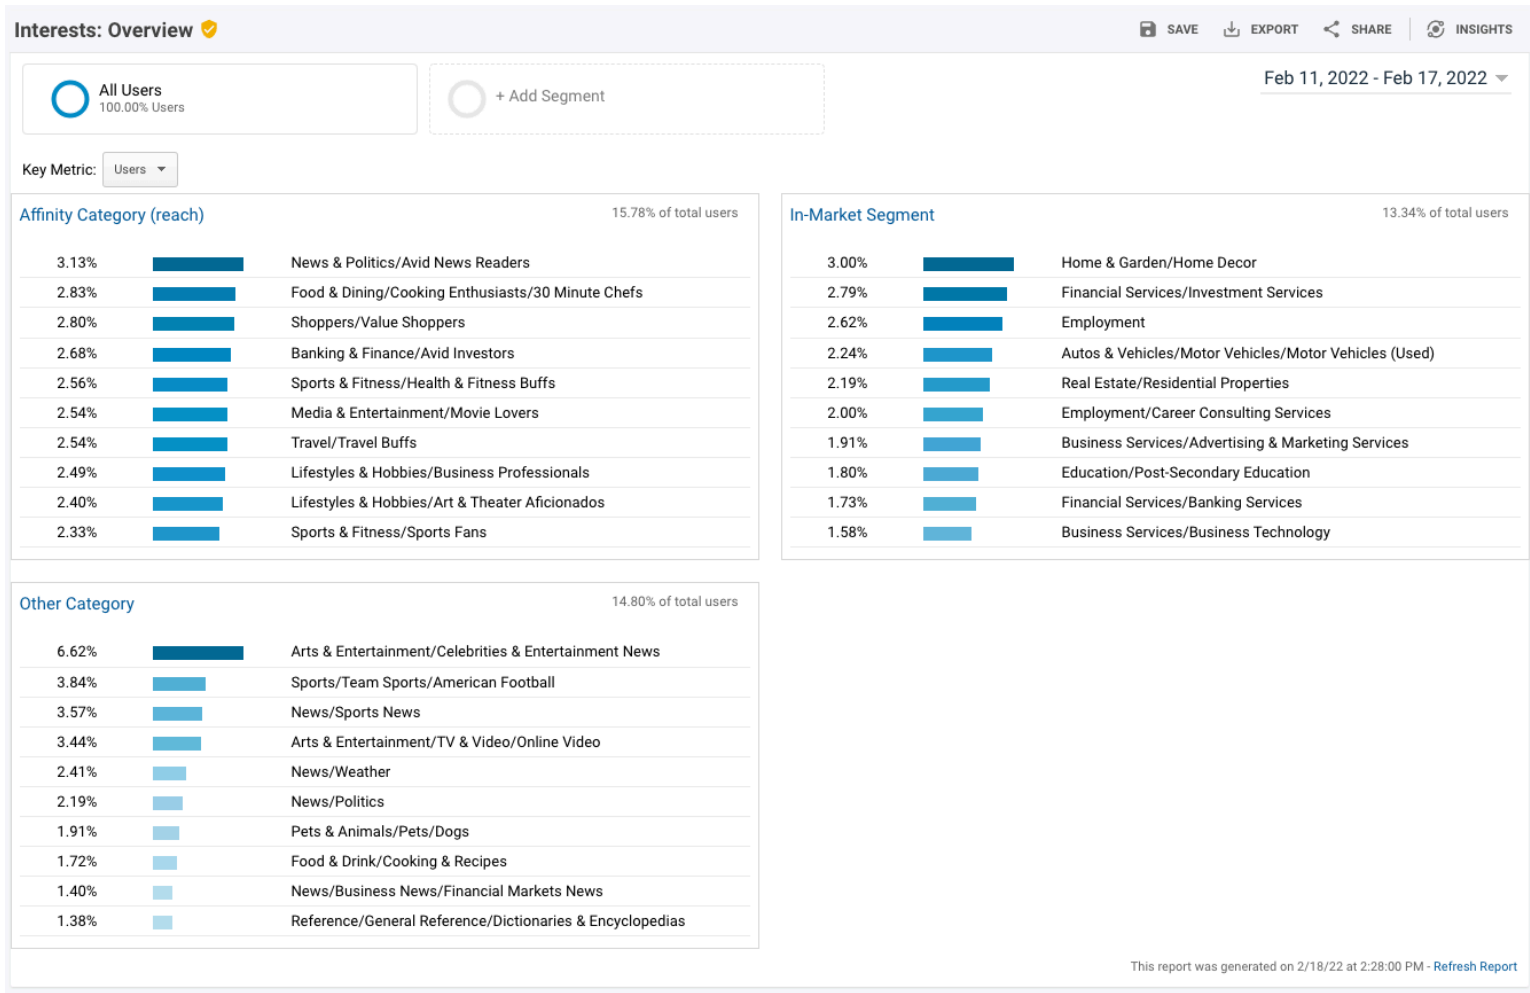 Interests: Overview
SAVE EXPORT SHARE INSIGHTS
All Users
100.00% Users
+ Add Segment
Feb 11, 2022 - Feb 17, 2022
Key Metric: Users
Affinity Category (reach) 15.78% of total users
3.13% News & Politics/Avid News Readers
2.83% Food & Dining/Cooking Enthusiasts/30 Minute Chefs
2.80% Shoppers/Value Shoppers
2.68% Banking & Finance/Avid Investors
2.56% Sports & Fitness/Health & Fitness Buffs
2.54% Media & Entertainment/Movie Lovers
2.54% Travel/Travel Buffs
2.49% Lifestyles & Hobbies/Business Professionals
2.40% Lifestyles & Hobbies/Art & Theater Aficionados
2.33% Sports & Fitness/Sports Fans
In-Market Segment 13.34% of total users
3.00% Home & Garden/Home Decor
2.79% Financial Services/Investment Services
2.62% Employment
2.24% Autos & Vehicles/Motor Vehicles/Motor Vehicles (Used)
2.19% Real Estate/Residential Properties
2.00% Employment/Career Consulting Services
1.91% Business Services/Advertising & Marketing Services
1.80% Education/Post-Secondary Education
1.73% Financial Services/Banking Services
1.58% Business Services/Business Technology
Other Category 14.80% of total users
6.62% Arts & Entertainment/Celebrities & Entertainment News
3.84% Sports/Team Sports/American Football
3.57% News/Sports News
3.44% Arts & Entertainment/TV & Video/Online Video
2.41% News/Weather
2.19% News/Politics
1.91% Pets & Animals/Pets/Dogs
1.72% Food & Drink/Cooking & Recipes
1.40% News/Business News/Financial Markets News
1.38% Reference/General Reference/Dictionaries & Encyclopedias
This report was generated on 2/18/22 at 2:28:00 PM - Refresh Report